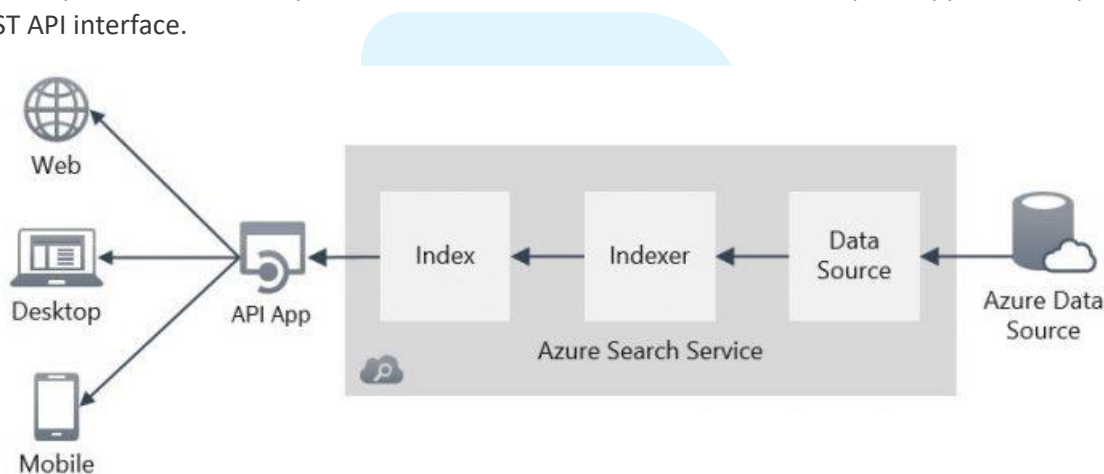 ST API interface.
Web
Desktop
Mobile
API App
Index
Indexer
Data
Source
Azure Search Service
Azure Data
Source